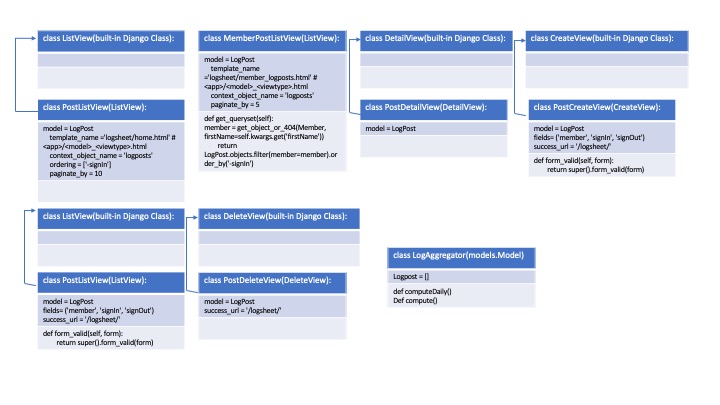 class ListView(built-in Django Class):
class PostListView(ListView):
model = LogPost
template_name ='logsheet/home.html' #
<app>/<model>_<viewtype>.html
context_object_name = 'logposts'
ordering = ['-signIn']
paginate_by = 10
class MemberPostListView(ListView):
model = LogPost
template_name
='logsheet/member_logposts.html' #
<app>/<model>_<viewtype>.html
context_object_name = 'logposts'
paginate_by = 5
def get_queryset(self):
member = get_object_or_404(Member,
firstName=self.kwargs.get('firstName'))
return
LogPost.objects.filter(member=member).or
der_by('-signIn')
class DetailView(built-in Django Class):
class PostDetailView(DetailView):
model = LogPost
class CreateView(built-in Django Class):
class PostCreateView(CreateView):
model = LogPost
fields= ('member', 'signIn', 'signOut')
success_url = '/logsheet/'
def form_valid(self, form):
return super().form_valid(form)
class ListView(built-in Django Class):
class PostListView(ListView):
model = LogPost
fields= ('member', 'signIn', 'signOut')
success_url = '/logsheet/'
def form_valid(self, form):
return super().form_valid(form)
class DeleteView(built-in Django Class):
class PostDeleteView(DeleteView):
model = LogPost
success_url = '/logsheet/'
class LogAggregator(models.Model)
Logpost = []
def computeDaily()
Def compute()